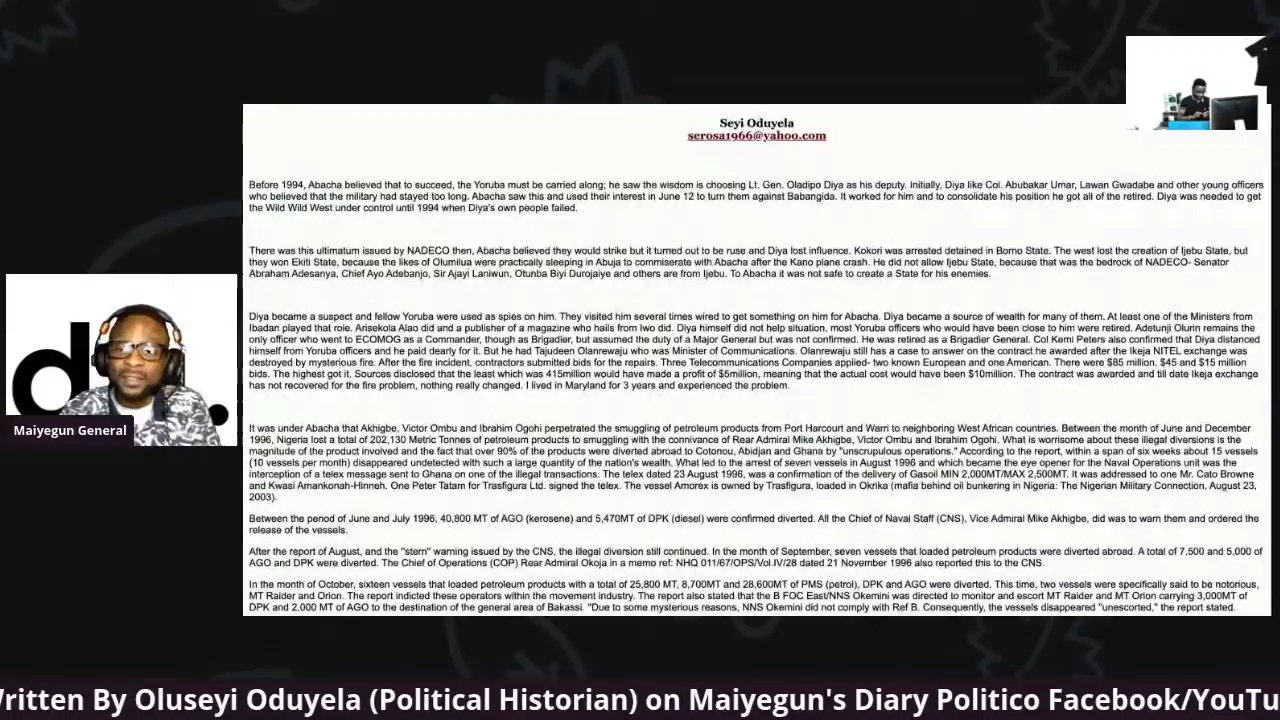 Seyi Oduyela
serosa1966@yahoo.com
Before 1994, Abacha believed that to succeed, the Yoruba must be carried along; he saw the wisdom is choosing Lt. Gen. Oladipo Diya as his deputy. Initially, Diya like Col. Abubakar Umar, Lawan Gwadabe and other young officers
who believed that the military had stayed too long. Abacha saw this and used their interest in June 12 to turn them against Babangida. It worked for him and to consolidate his position he got all of the retired. Diya was needed to get
the Wild Wild West under control until 1994 when Diya's own people failed.
There was this ultimatum issued by NADECO then, Abacha believed they would strike but it turned out to be ruse and Diya lost influence. Kokori was arrested detained in Borno State. The west lost the creation of Ijebu State, but
they won Ekiti State, because the likes of Olumilua were practically sleeping in Abuja to commiserate with Abacha after the Kano plane crash. He did not allow Ijebu State, because that was the bedrock of NADECO- Senator
Abraham Adesanya, Chief Ayo Adebanjo, Sir Ajayi Laniwun, Otunba Biyi Durojaiye and others are from Ijebu. To Abacha it was not safe to create a State for his enemies.
Diya became a suspect and fellow Yoruba were used as spies on him. They visited him several times wired to get something on him for Abacha. Diya became a source of wealth for many of them. At least one of the Ministers from
Ibadan played that role. Arisekola Alao did and a publisher of a magazine who hails from Iwo did. Diya himself did not help situation, most Yoruba officers who would have been close to him were retired. Adetunji Olurin remains the
only officer who went to ECOMOG as a Commander, though as Brigadier, but assumed the duty of a Major General but was not confirmed. He was retired as a Brigadier General. Col Kemi Peters also confirmed that Diya distanced
himself from Yoruba officers and he paid dearly for it. But he had Tajudeen Olanrewaju who was Minister of Communications. Olanrewaju still has a case to answer on the contract he awarded after the Ikeja NITEL exchange was
destroyed by mysterious fire. After the fire incident, contractors submitted bids for the repairs. Three Telecommunications Companies applied- two known European and one American. There were $85 million, $45 and $15 million
bids. The highest got it. Sources disclosed that the least which was 415million would have made a profit of $5million, meaning that the actual cost would have been $10million. The contract was awarded and till date Ikeja exchange
has not recovered for the fire problem, nothing really changed. I lived in Maryland for 3 years and experienced the problem.
Maiyegun General
It was under Abacha that Akhigbe, Victor Ombu and Ibrahim Ogohi perpetrated the smuggling of petroleum products from Port Harcourt and Warri to neighboring West African countries. Between the month of June and December
1996, Nigeria lost a total of 202,130 Metric Tonnes of petroleum products to smuggling with the connivance of Rear Admiral Mike Akhigbe, Victor Ombu and Ibrahim Ogohi. What is worrisome about these illegal diversions is the
magnitude of the product involved and the fact that over 90% of the products were diverted abroad to Cotonou, Abidjan and Ghana by "unscrupulous operations." According to the report, within a span of six weeks about 15 vessels
(10 vessels per month) disappeared undetected with such a large quantity of the nation's wealth. What led to the arrest of seven vessels in August 1996 and which became the eye opener for the Naval Operations unit was the
interception of a telex message sent to Ghana on one of the illegal transactions. The telex dated 23 August 1996, was a confirmation of the delivery of Gasoil MIN 2,000MT/MAX 2,500MT. It was addressed to one Mr. Cato Browne
and Kwasi Amankonah-Hinneh. One Peter Tatam for Trasfigura Ltd. signed the telex. The vessel Amorex is owned by Trasfigura, loaded in Okrika (mafia behind oil bunkering in Nigeria: The Nigerian Military Connection, August 23,
2003).
Between the period of June and July 1996, 40,800 MT of AGO (kerosene) and 5,470MT of DPK (diesel) were confirmed diverted. All the Chief of Naval Staff (CNS), Vice Admiral Mike Akhigbe, did was to warn them and ordered the
release of the vessels.
After the report of August, and the "stern" warning issued by the CNS, the illegal diversion still continued. In the month of September, seven vessels that loaded petroleum products were diverted abroad. A total of 7,500 and 5,000 of
AGO and DPK were diverted. The Chief of Operations (COP) Rear Admiral Okoja in a memo ref: NHQ 011/67/OPS/Vol.IV/28 dated 21 November 1996 also reported this to the CNS.
In the month of October, sixteen vessels that loaded petroleum products with a total of 25,800 MT, 8,700MT and 28,600MT of PMS (petrol), DPK and AGO were diverted. This time, two vessels were specifically said to be notorious,
MT Raider and Orion. The report indicted these operators within the movement industry. The report also stated that the B FOC East/NNS Okemini was directed to monitor and escort MT Raider and MT Orion carrying 3,000MT of
DPK and 2,000 MT of AGO to the destination of the general area of Bakassi. "Due to some mysterious reasons, NNS Okemini did not comply with Ref B. Consequently, the vessels disappeared "unescorted," the report stated.
Written By Oluseyi Oduyela (Political Historian) on Maiyegun's Diary Politico Facebook/YouTu